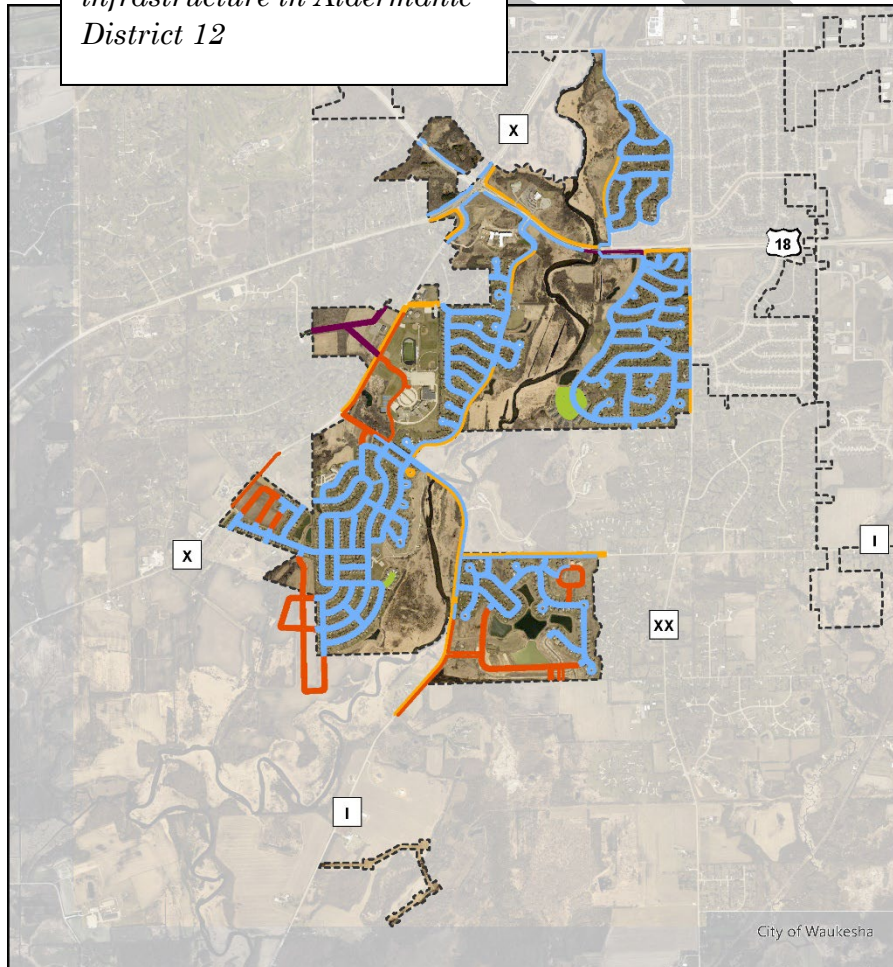 infrastructure in Aldermanic
District 12
X
18
I
X
XX
I
City of Waukesha